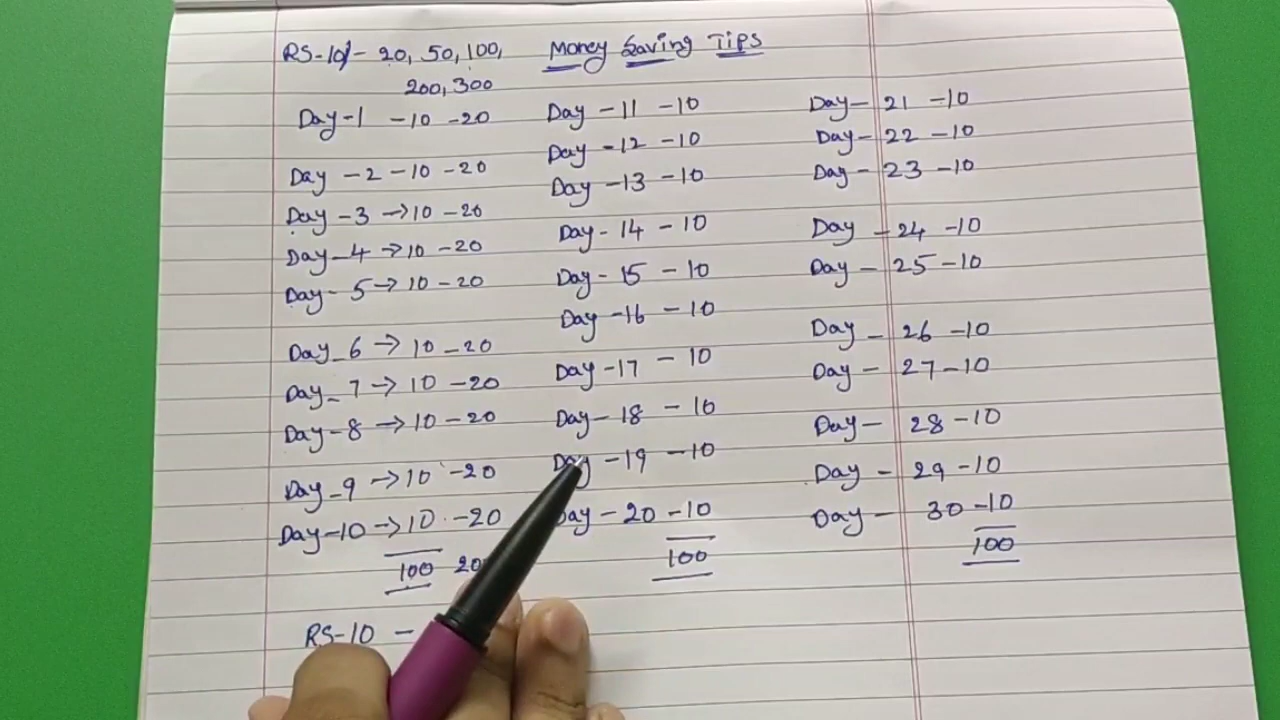 RS-10/- 20, 50, 100, Money Saving Tips
200, 300
Day-1 -10 -20
Day -2 -10 -20
Day -3 →10 -20
Day -4 →10 -20
Day - 5→10 -20
Day -6 →10 -20
Day -7 →10 -20
Day -8 →10 -20
Day -9 →10 -20
Day -10 →10 -20
100
RS-10 -
Day -11 -10
Day -12 -10
Day -13 -10
Day - 14 -10
Day - 15 -10
Day -16 -10
Day -17 -10
Day - 18 -10
Day -19 -10
Day - 20 -10
100
Day - 21 -10
Day - 22 -10
Day - 23 -10
Day - 24 -10
Day - 25 -10
Day - 26 -10
Day - 27 -10
Day - 28 -10
Day - 29 -10
Day - 30 -10
100